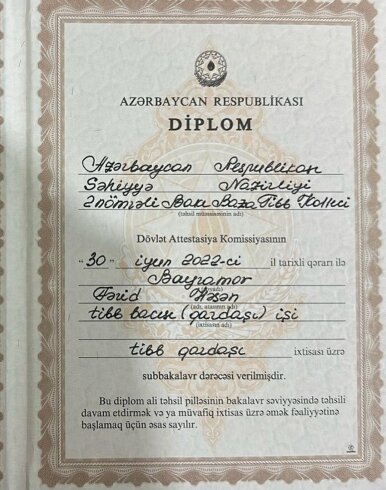 AZƏRBAYCAN RESPUBLİKASI
DİPLOM
Azərbaycan Respublikası
Səhiyyə Nazirliyi
2 nömrəli Bakı Baza Tibb Kolleci
(təhsil müəssisəsinin adı)
Dövlət Attestasiya Komissiyasının
"30" iyun 2022-ci il tarixli qərarı ilə
Bayramov
(soyadı)
Fərid Həsən
(adı, atasının adı)
tibb bacısı (qardaşı) işi
(ixtisasın adı)
tibb qardaşı ixtisası üzrə
subbakalavr dərəcəsi verilmişdir.
Bu diplom ali təhsil pilləsinin bakalavr səviyyəsində təhsili
davam etdirmək və ya müvafiq ixtisas üzrə əmək fəaliyyətinə
başlamaq üçün əsas sayılır.